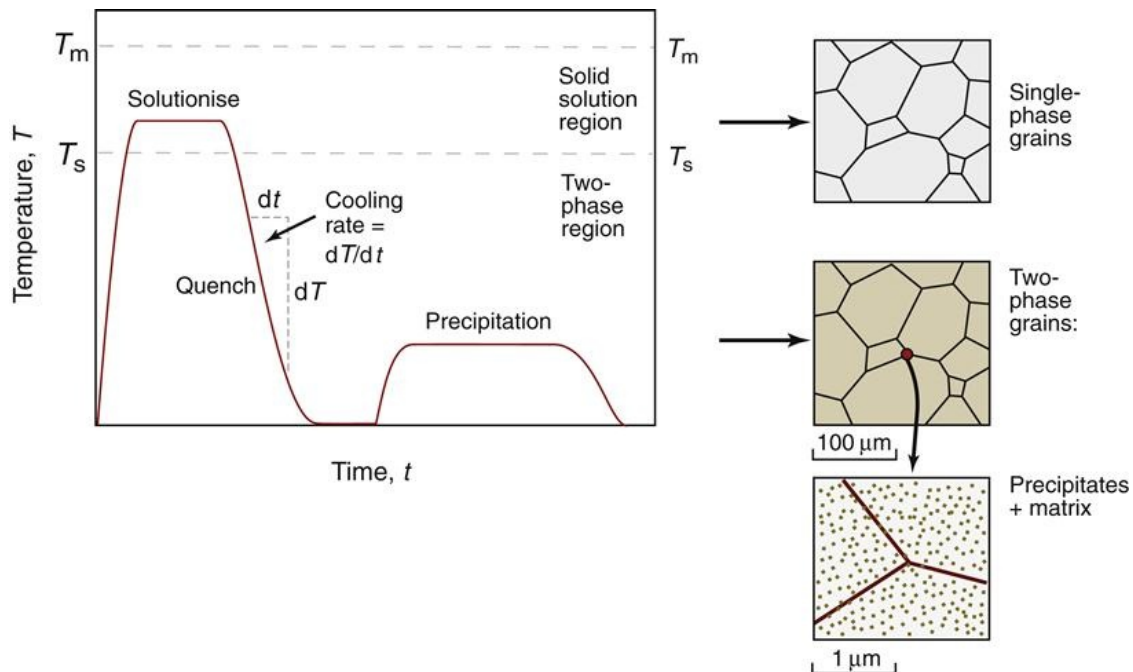 Temperature, T
Tm
Ts
Solutionise
dt
Cooling
rate =
dT/dt
Quench
dT
Precipitation
Solid
solution
region
Two-
phase
region
Tm
Ts
Time, t
Single-
phase
grains
Two-
phase
grains:
100 μm
Precipitates
+ matrix
1 μm